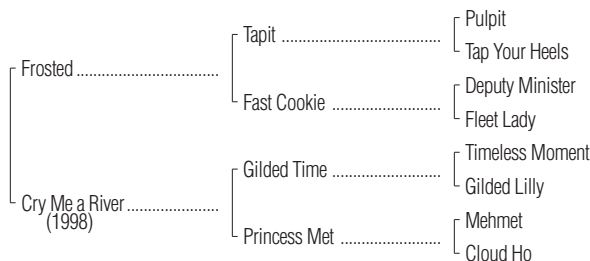 Pulpit
Tapit ........................................
Tap Your Heels
Frosted ....................................
Deputy Minister
Fast Cookie ...........................
Fleet Lady
Timeless Moment
Gilded Time ...........................
Gilded Lilly
Cry Me a River .......................
(1998)
Mehmet
Princess Met .........................
Cloud Ho